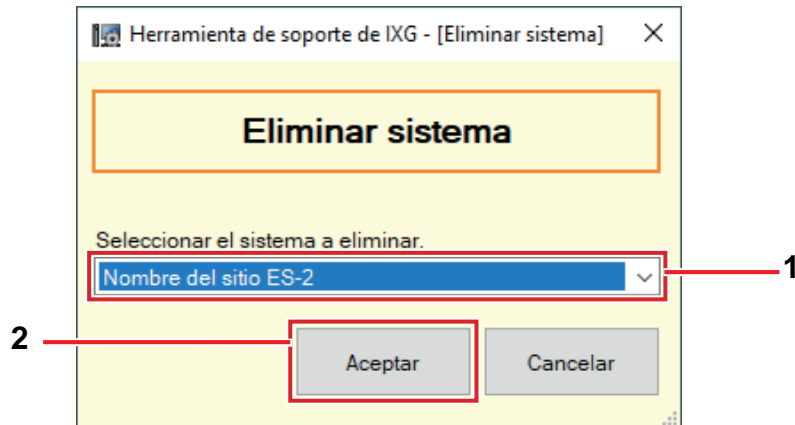 Herramienta de soporte de IXG - [Eliminar sistema]
Eliminar sistema
Seleccionar el sistema a eliminar.
Nombre del sitio ES-2
1
2
Aceptar
Cancelar